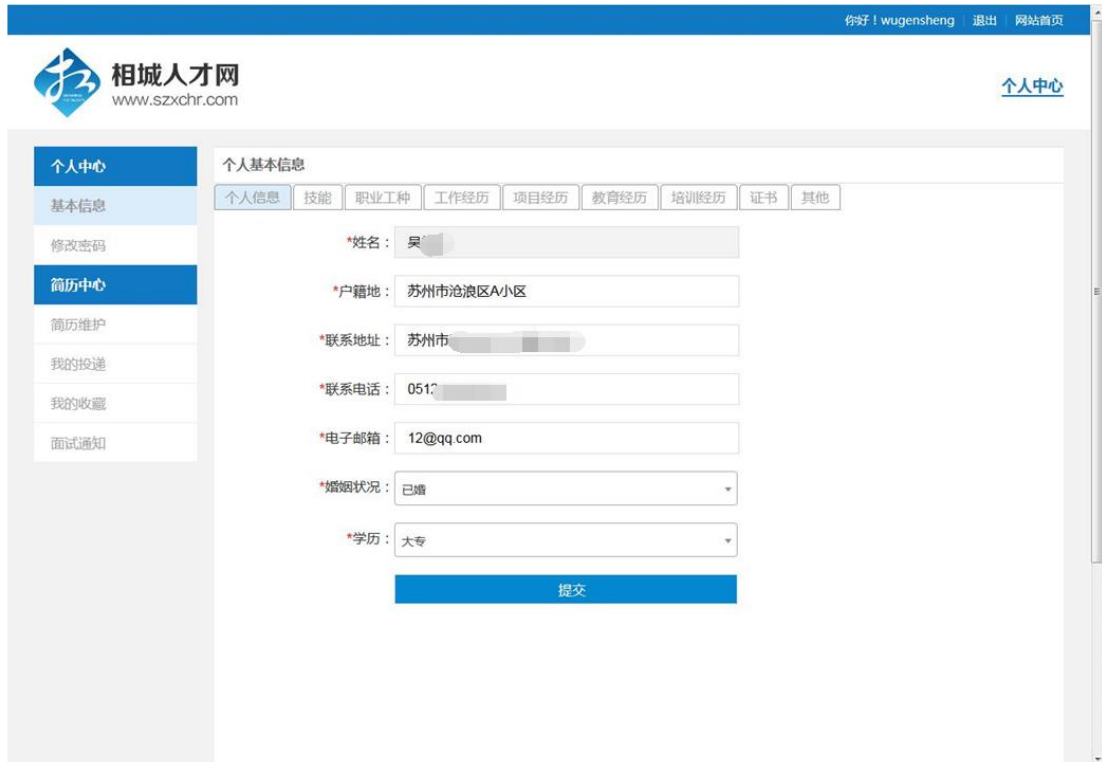 你好！wugensheng 退出 网站首页
相城人才网
www.szxchr.com
个人中心
个人中心
基本信息
修改密码
简历中心
简历维护
我的投递
我的收藏
面试通知
个人基本信息
个人信息 技能 职业工种 工作经历 项目经历 教育经历 培训经历 证书 其他
*姓名： 吴
*户籍地： 苏州市沧浪区A小区
*联系地址： 苏州市
*联系电话： 0512
*电子邮箱： 12@qq.com
*婚姻状况： 已婚
*学历： 大专
提交